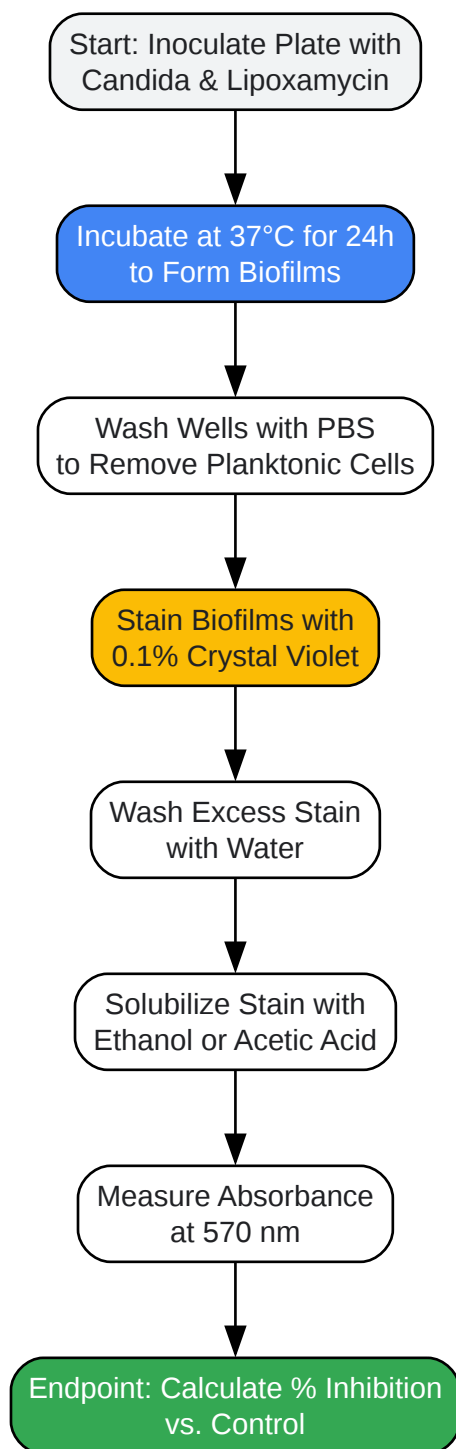 Start: Inoculate Plate with
Candida & Lipoxamycin
Incubate at 37°C for 24h
to Form Biofilms
Wash Wells with PBS
to Remove Planktonic Cells
Stain Biofilms with
0.1% Crystal Violet
Wash Excess Stain
with Water
Solubilize Stain with
Ethanol or Acetic Acid
Measure Absorbance
at 570 nm
Endpoint: Calculate % Inhibition
vs. Control